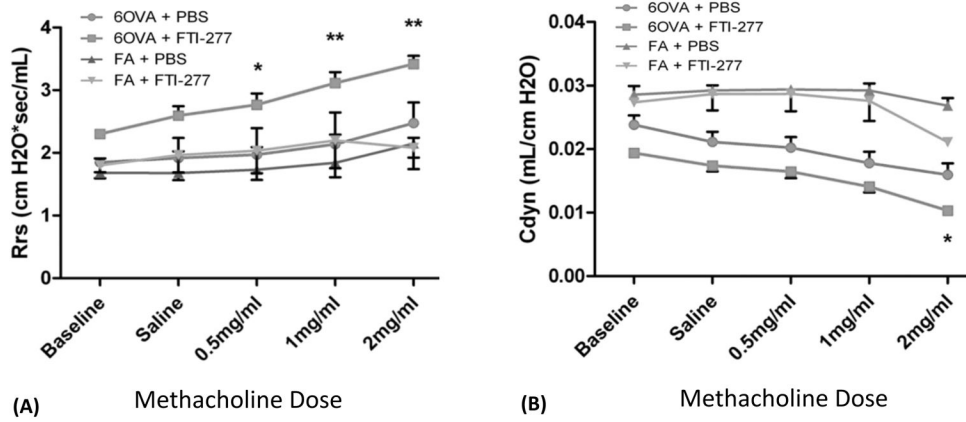 6OVA + PBS
6OVA + FTI-277
FA + PBS
FA + FTI-277
Rrs (cm H2O*sec/mL)
4
3
2
1
0
*
**
**
Baseline
Saline
0.5mg/ml
1mg/ml
2mg/ml
(A)
Methacholine Dose
6OVA + PBS
6OVA + FTI-277
FA + PBS
FA + FTI-277
Cdyn (mL/cm H2O)
0.04
0.03
0.02
0.01
0.00
*
Baseline
Saline
0.5mg/ml
1mg/ml
2mg/ml
(B)
Methacholine Dose